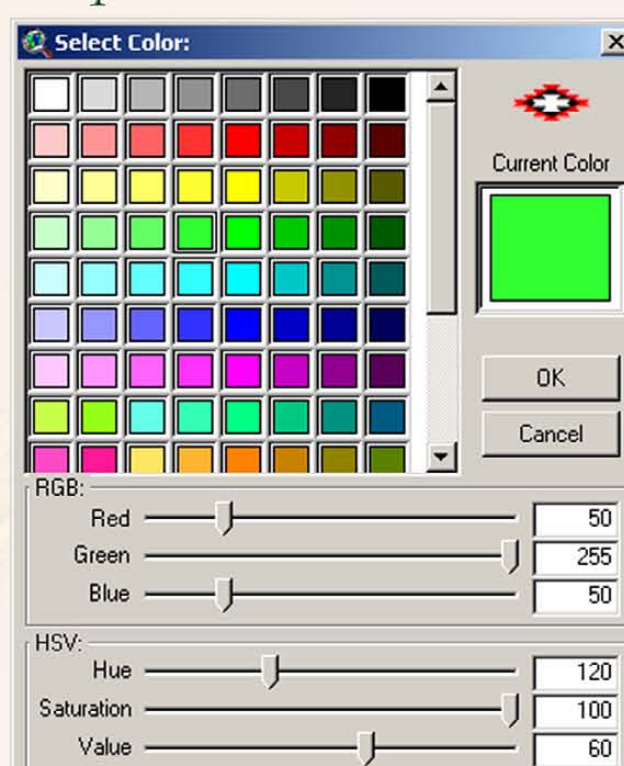 Select Color:
Current Color
OK
Cancel
RGB:
Red 50
Green 255
Blue 50
HSV:
Hue 120
Saturation 100
Value 60